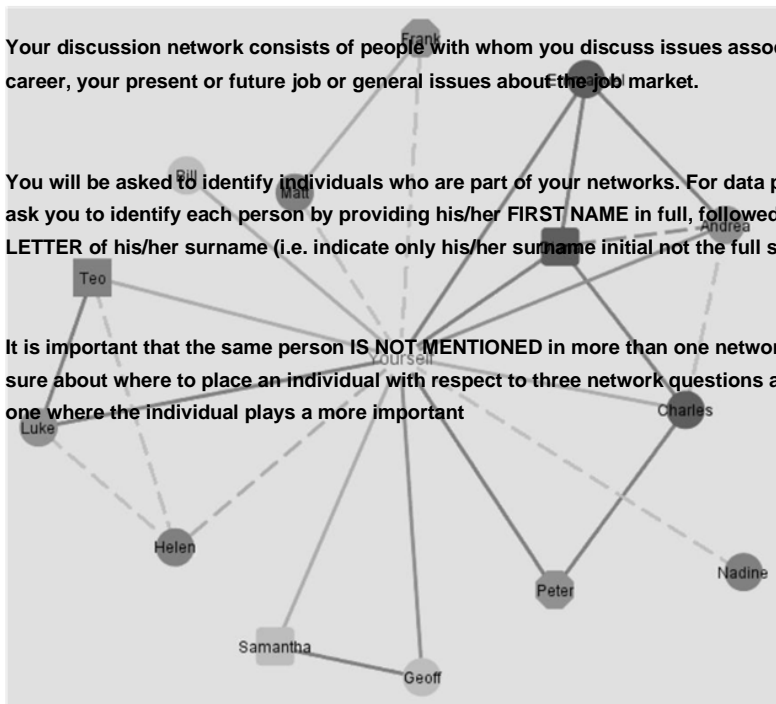 Frank
Your discussion network consists of people with whom you discuss issues assoc
career, your present or future job or general issues about the job market.
Bill
You will be asked to identify individuals who are part of your networks. For data p
Matt
ask you to identify each person by providing his/her FIRST NAME in full, followed
Andrea
LETTER of his/her surname (i.e. indicate only his/her surname initial not the full s
Teo
It is important that the same person IS NOT MENTIONED in more than one networ
Yourself
sure about where to place an individual with respect to three network questions a
one where the individual plays a more important
Charles
Luke
Helen
Nadine
Peter
Samantha
Geoff